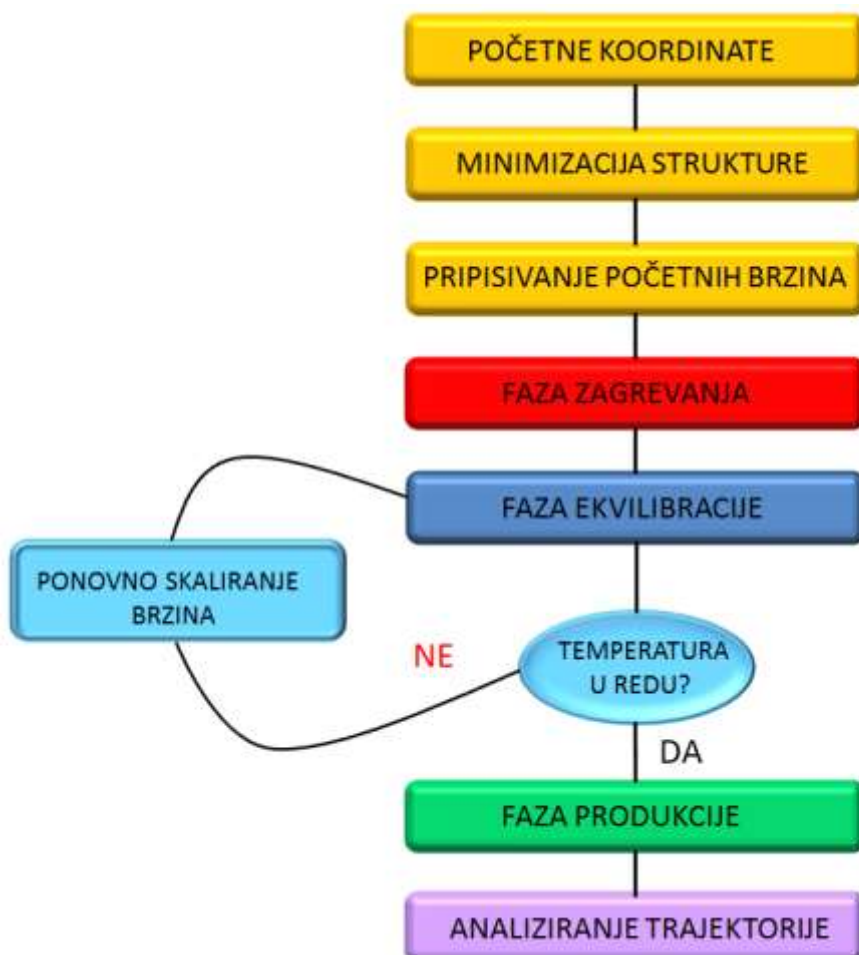 POČETNE KOORDINATE
MINIMIZACIJA STRUKTURE
PRIPISIVANJE POČETNIH BRZINA
FAZA ZAGREVANJA
FAZA EKVILIBRACIJE
PONOVNO SKALIRANJE
BRZINA
NE
TEMPERATURA
U REDU?
DA
FAZA PRODUKCIJE
ANALIZIRANJE TRAJEKTORIJE